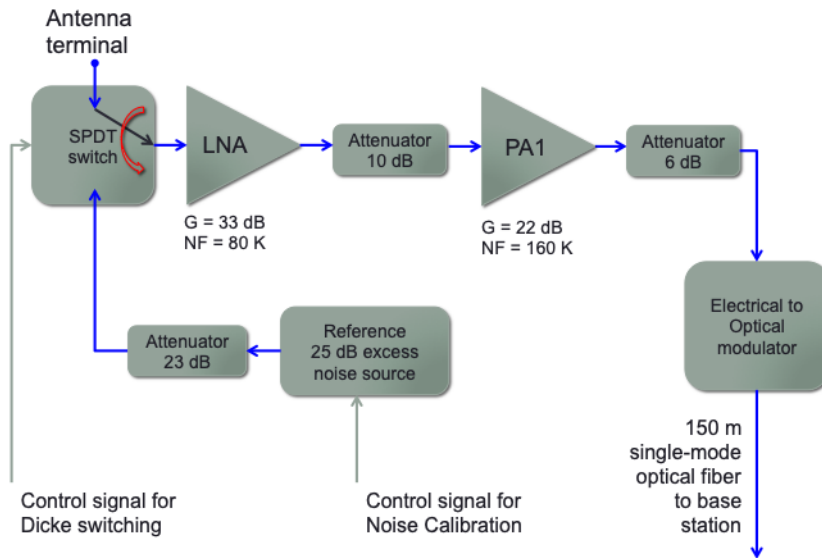 Antenna
terminal
SPDT
switch
LNA
Attenuator
10 dB
PA1
Attenuator
6 dB
G = 33 dB
NF = 80 K
G = 22 dB
NF = 160 K
Electrical to
Optical
modulator
Attenuator
23 dB
Reference
25 dB excess
noise source
150 m
single-mode
optical fiber
to base
station
Control signal for
Dicke switching
Control signal for
Noise Calibration